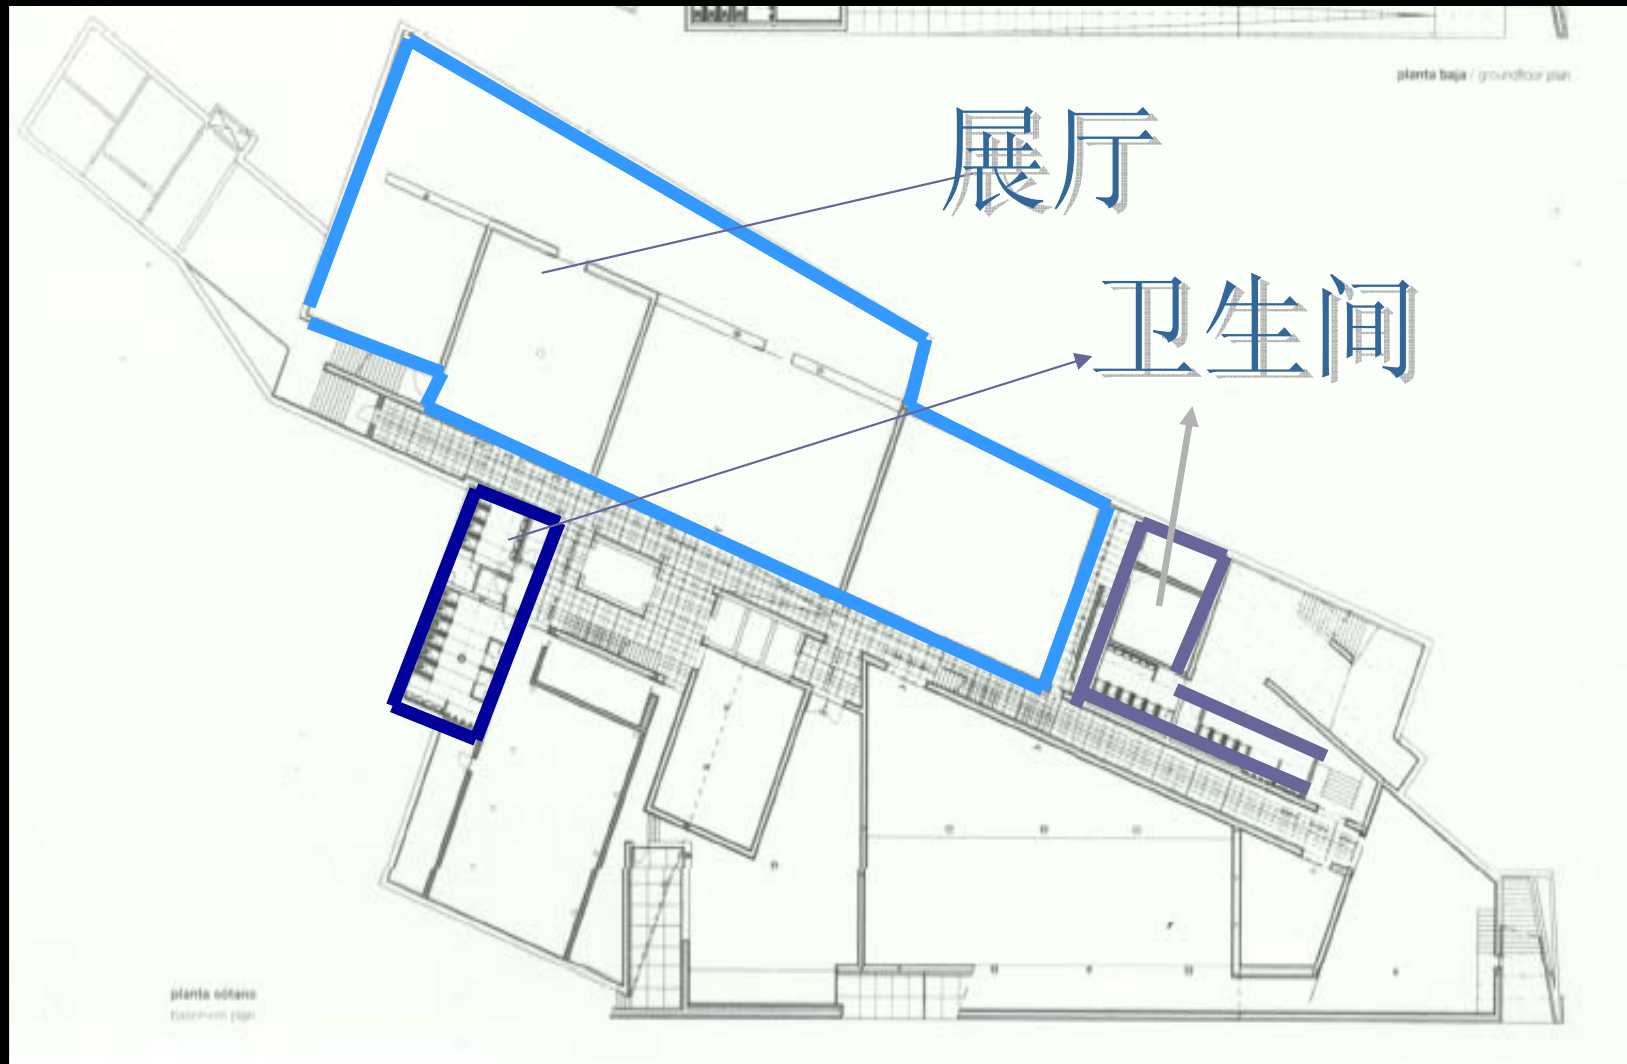 planta baja / groundfloor plan
展厅
卫生间
planta sótano
basement plan